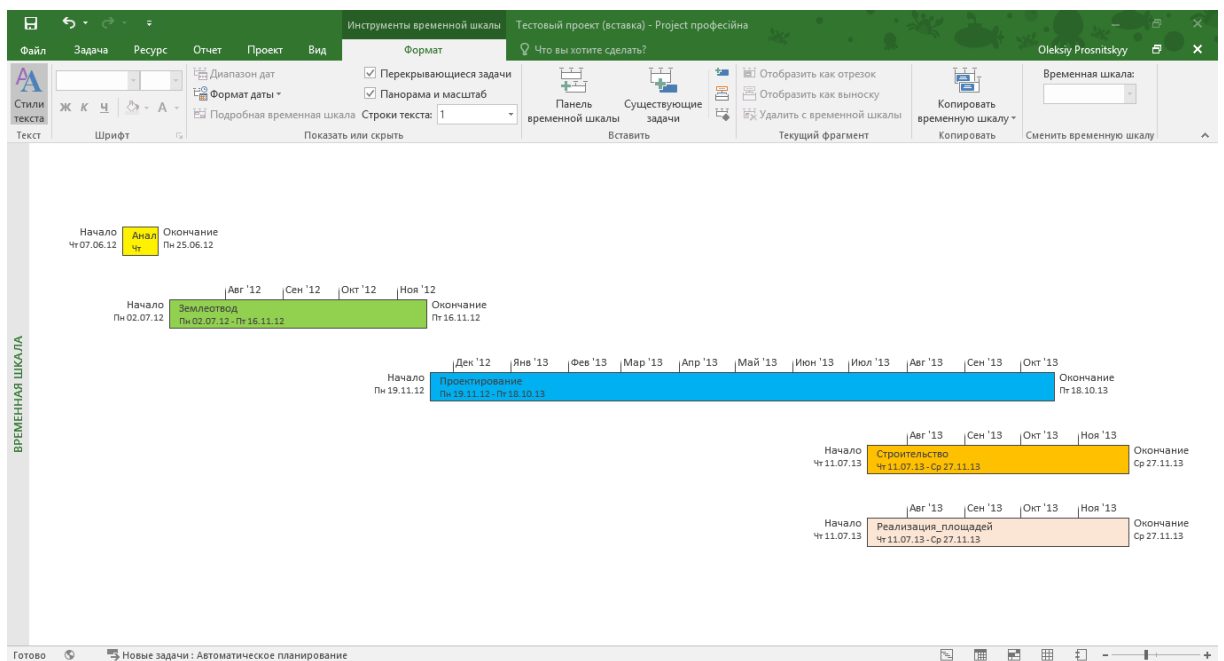 Инструменты временной шкалы
Тестовый проект (вставка) - Project професійна
Файл Задача Ресурс Отчет Проект Вид Формат Что вы хотите сделать? Oleksiy Prosnitskyy
Стили текста
Текст
Ж К Ч А
Шрифт
Диапазон дат
Формат даты
Подробная временная шкала
Перекрывающиеся задачи
Панорама и масштаб
Строки текста: 1
Показать или скрыть
Панель временной шкалы
Существующие задачи
Вставить
Отобразить как отрезок
Отобразить как выноску
Удалить с временной шкалы
Текущий фрагмент
Копировать временную шкалу
Копировать
Временная шкала:
Сменить временную шкалу
ВРЕМЕННАЯ ШКАЛА
Начало
Чт 07.06.12
Анал
Чт
Окончание
Пн 25.06.12
Авг '12 Сен '12 Окт '12 Ноя '12
Начало
Пн 02.07.12
Землеотвод
Пн 02.07.12 - Пт 16.11.12
Окончание
Пт 16.11.12
Дек '12 Янв '13 Фев '13 Мар '13 Апр '13 Май '13 Июн '13 Июл '13 Авг '13 Сен '13 Окт '13
Начало
Пн 19.11.12
Проектирование
Пн 19.11.12 - Пт 18.10.13
Окончание
Пт 18.10.13
Авг '13 Сен '13 Окт '13 Ноя '13
Начало
Чт 11.07.13
Строительство
Чт 11.07.13 - Ср 27.11.13
Окончание
Ср 27.11.13
Авг '13 Сен '13 Окт '13 Ноя '13
Начало
Чт 11.07.13
Реализация_площадей
Чт 11.07.13 - Ср 27.11.13
Окончание
Ср 27.11.13
Готово Новые задачи : Автоматическое планирование